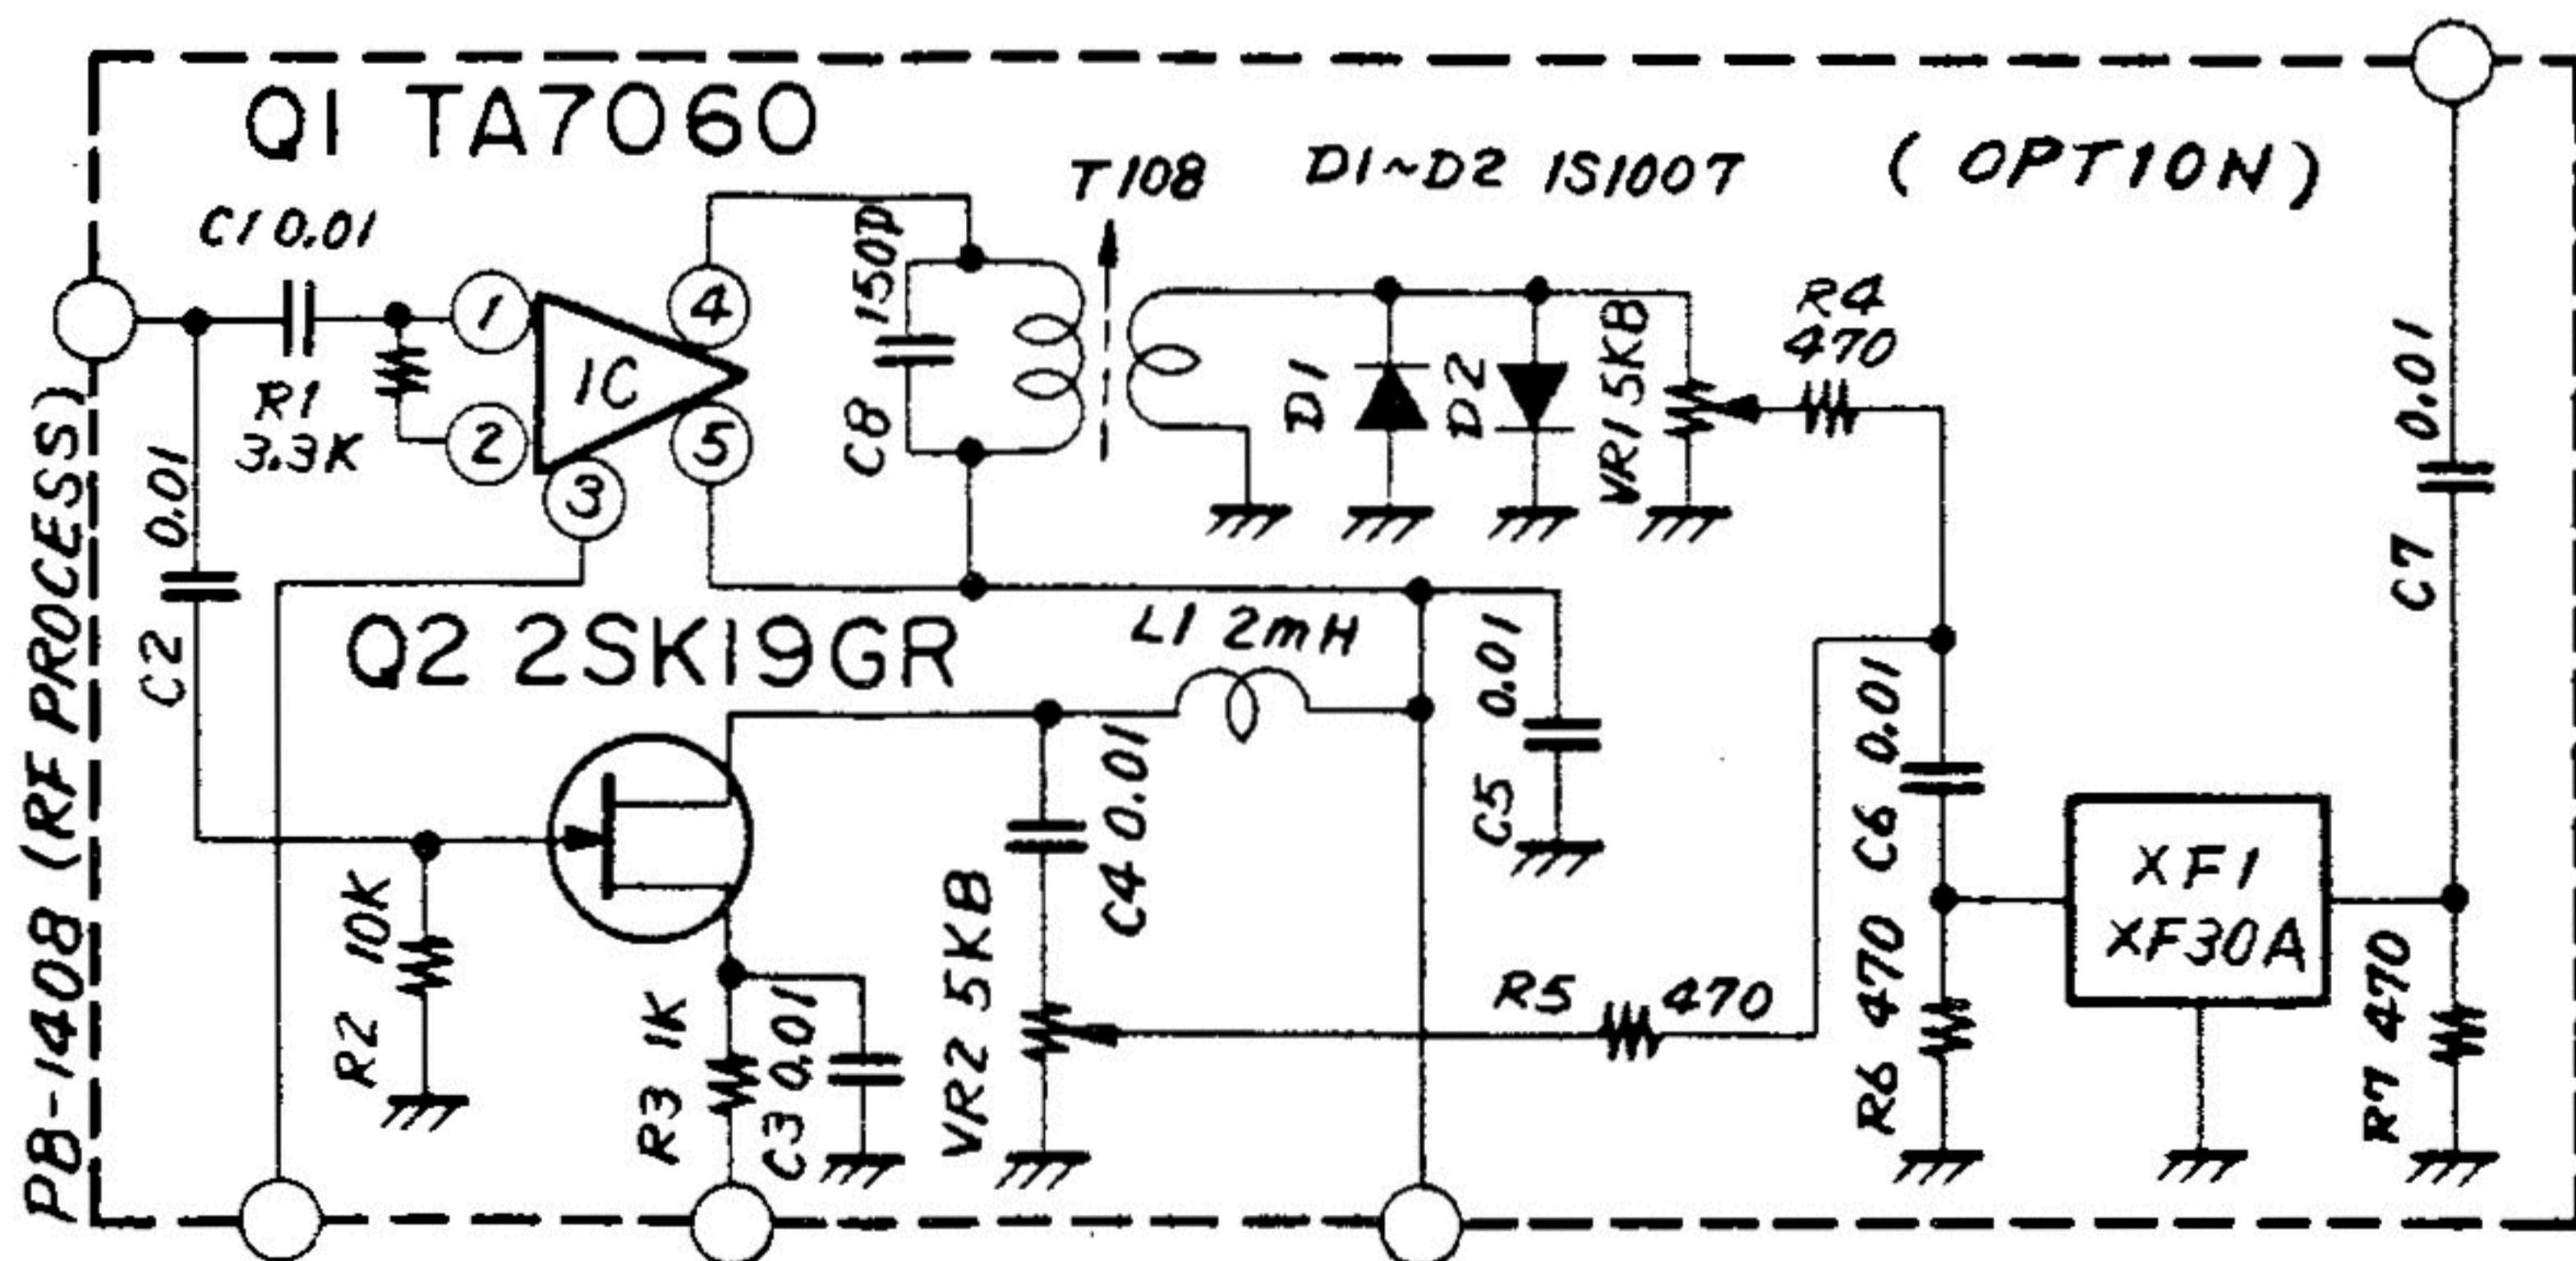 Q1 TA7060
T108
D1~D2 1S1007
( OPTION )
C1 0.01
1
4
150P
IC
R4
470
R1
3.3K
2
5
C8
D1
D2
VR1 5KB
0.01
3
0.01
C2
Q2 2SK19GR
L1 2mH
C7
0.01
C5
C6 0.01
C4 0.01
XF1
XF30A
10K
R2
R3 1K
C3 0.01
VR2 5KB
R5 470
R6 470
R7 470
PB-1408 (RF PROCESS)